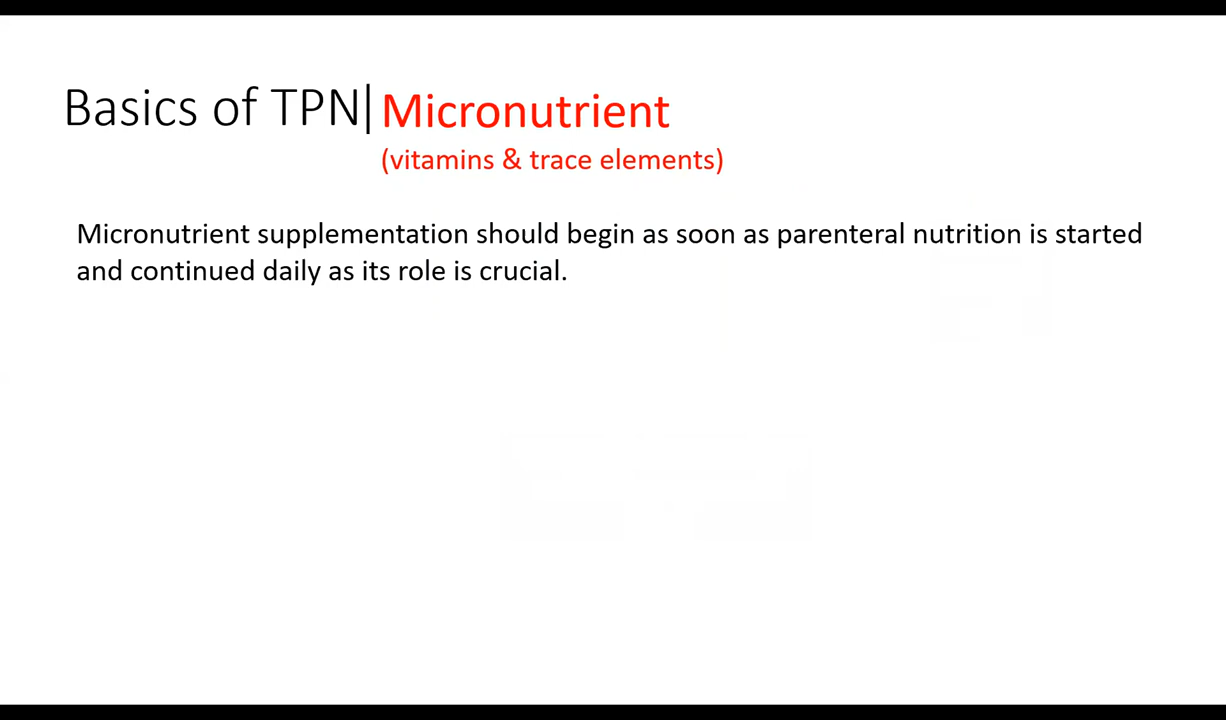 Basics of TPN| Micronutrient
(vitamins & trace elements)
Micronutrient supplementation should begin as soon as parenteral nutrition is started
and continued daily as its role is crucial.